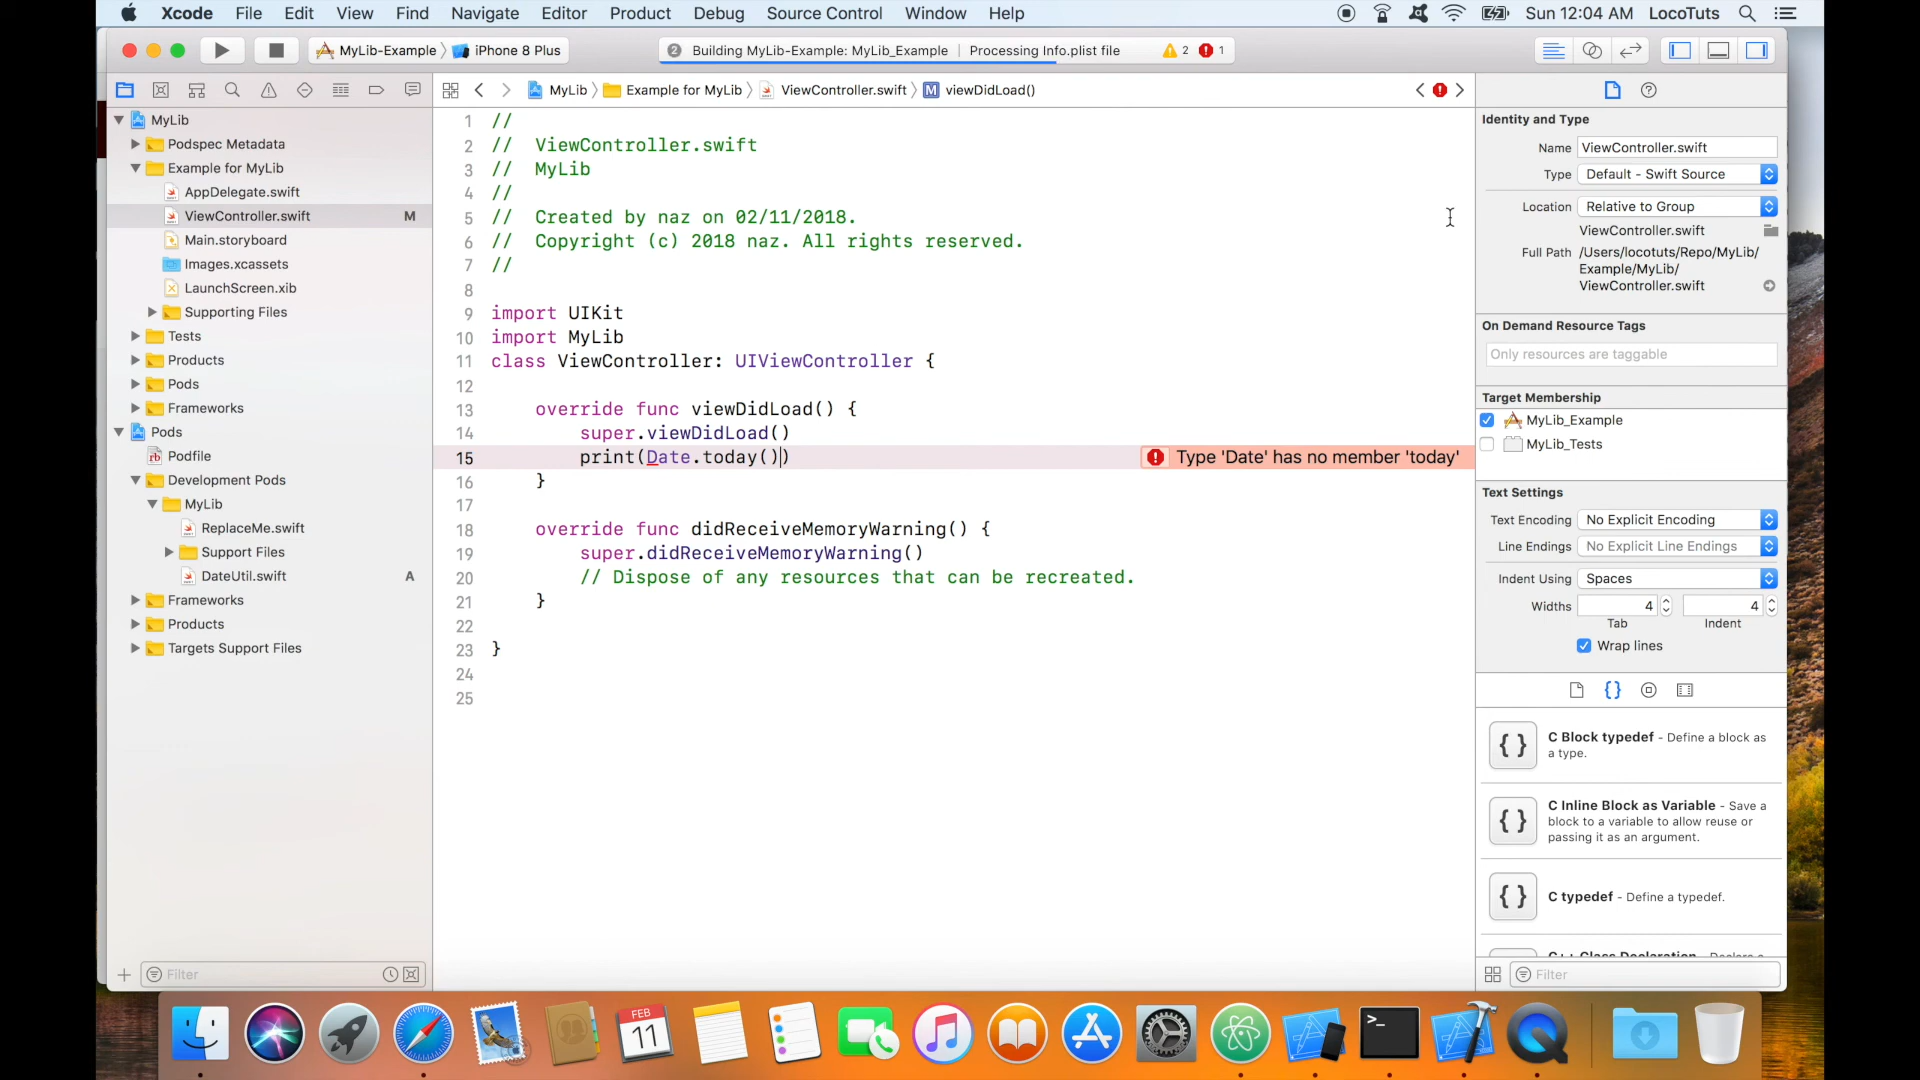 Xcode File Edit View Find Navigate Editor Product Debug Source Control Window Help Sun 12:04 AM LocoTuts
MyLib-Example iPhone 8 Plus 2 Building MyLib-Example: MyLib_Example | Processing Info.plist file 2 1
MyLib Example for MyLib ViewController.swift M viewDidLoad()
MyLib
Podspec Metadata
Example for MyLib
AppDelegate.swift
ViewController.swift M
Main.storyboard
Images.xcassets
LaunchScreen.xib
Supporting Files
Tests
Products
Pods
Frameworks
Pods
rb Podfile
Development Pods
MyLib
ReplaceMe.swift
Support Files
DateUtil.swift A
Frameworks
Products
Targets Support Files
Filter
1 //
2 // ViewController.swift
3 // MyLib
4 //
5 // Created by naz on 02/11/2018.
6 // Copyright (c) 2018 naz. All rights reserved.
7 //
8
9 import UIKit
10 import MyLib
11 class ViewController: UIViewController {
12
13 override func viewDidLoad() {
14 super.viewDidLoad()
15 print(Date.today()) Type 'Date' has no member 'today'
16 }
17
18 override func didReceiveMemoryWarning() {
19 super.didReceiveMemoryWarning()
20 // Dispose of any resources that can be recreated.
21 }
22
23 }
24
25
Identity and Type
Name ViewController.swift
Type Default - Swift Source
Location Relative to Group
ViewController.swift
Full Path /Users/locotuts/Repo/MyLib/
Example/MyLib/
ViewController.swift
On Demand Resource Tags
Only resources are taggable
Target Membership
MyLib_Example
MyLib_Tests
Text Settings
Text Encoding No Explicit Encoding
Line Endings No Explicit Line Endings
Indent Using Spaces
Widths 4 4
Tab Indent
Wrap lines
{}
{ } C Block typedef - Define a block as
a type.
{ } C Inline Block as Variable - Save a
block to a variable to allow reuse or
passing it as an argument.
{ } C typedef - Define a typedef.
C++ Class Declaration - Declare a
Filter
FEB
11